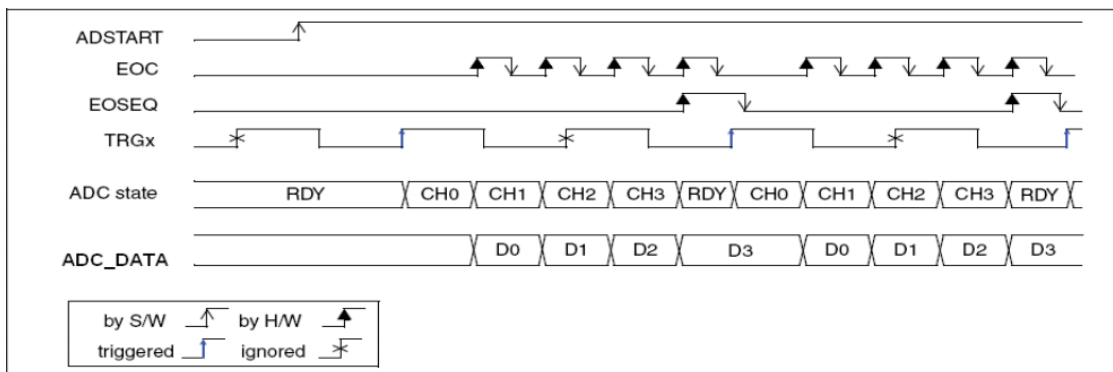 ADSTART
EOC
EOSEQ
TRGx
ADC state RDY CH0 CH1 CH2 CH3 RDY CH0 CH1 CH2 CH3 RDY
ADC_DATA D0 D1 D2 D3 D0 D1 D2 D3
by S/W by H/W
triggered ignored